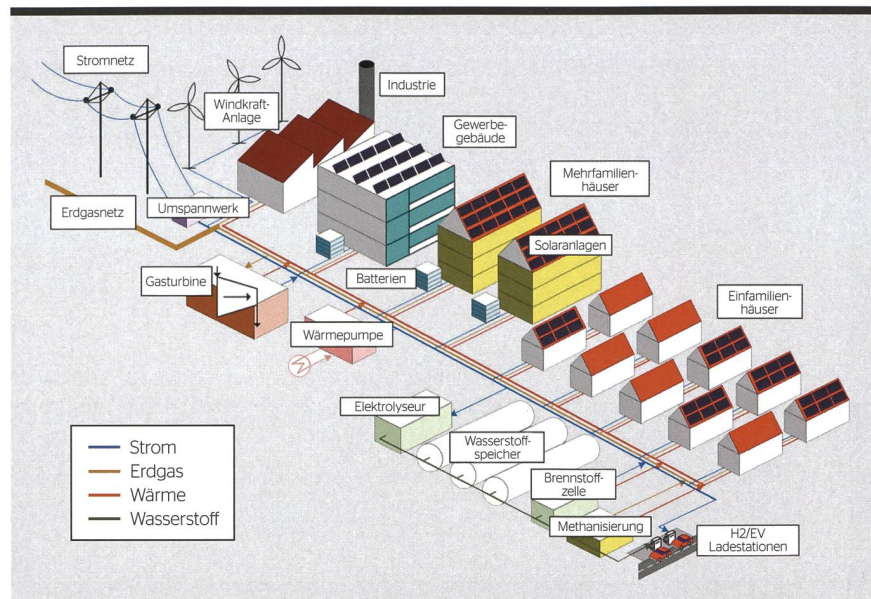 Stromnetz
Windkraft-
Anlage
Industrie
Gewerbe-
gebäude
Mehrfamilien-
häuser
Erdgasnetz
Umspannwerk
Solaranlagen
Gasturbine
Batterien
Einfamilien-
häuser
Wärmepumpe
Elektrolyseur
Wasserstoff-
speicher
Brennstoff-
zelle
Methanisierung
H2/EV
Ladestationen
Strom
Erdgas
Wärme
Wasserstoff